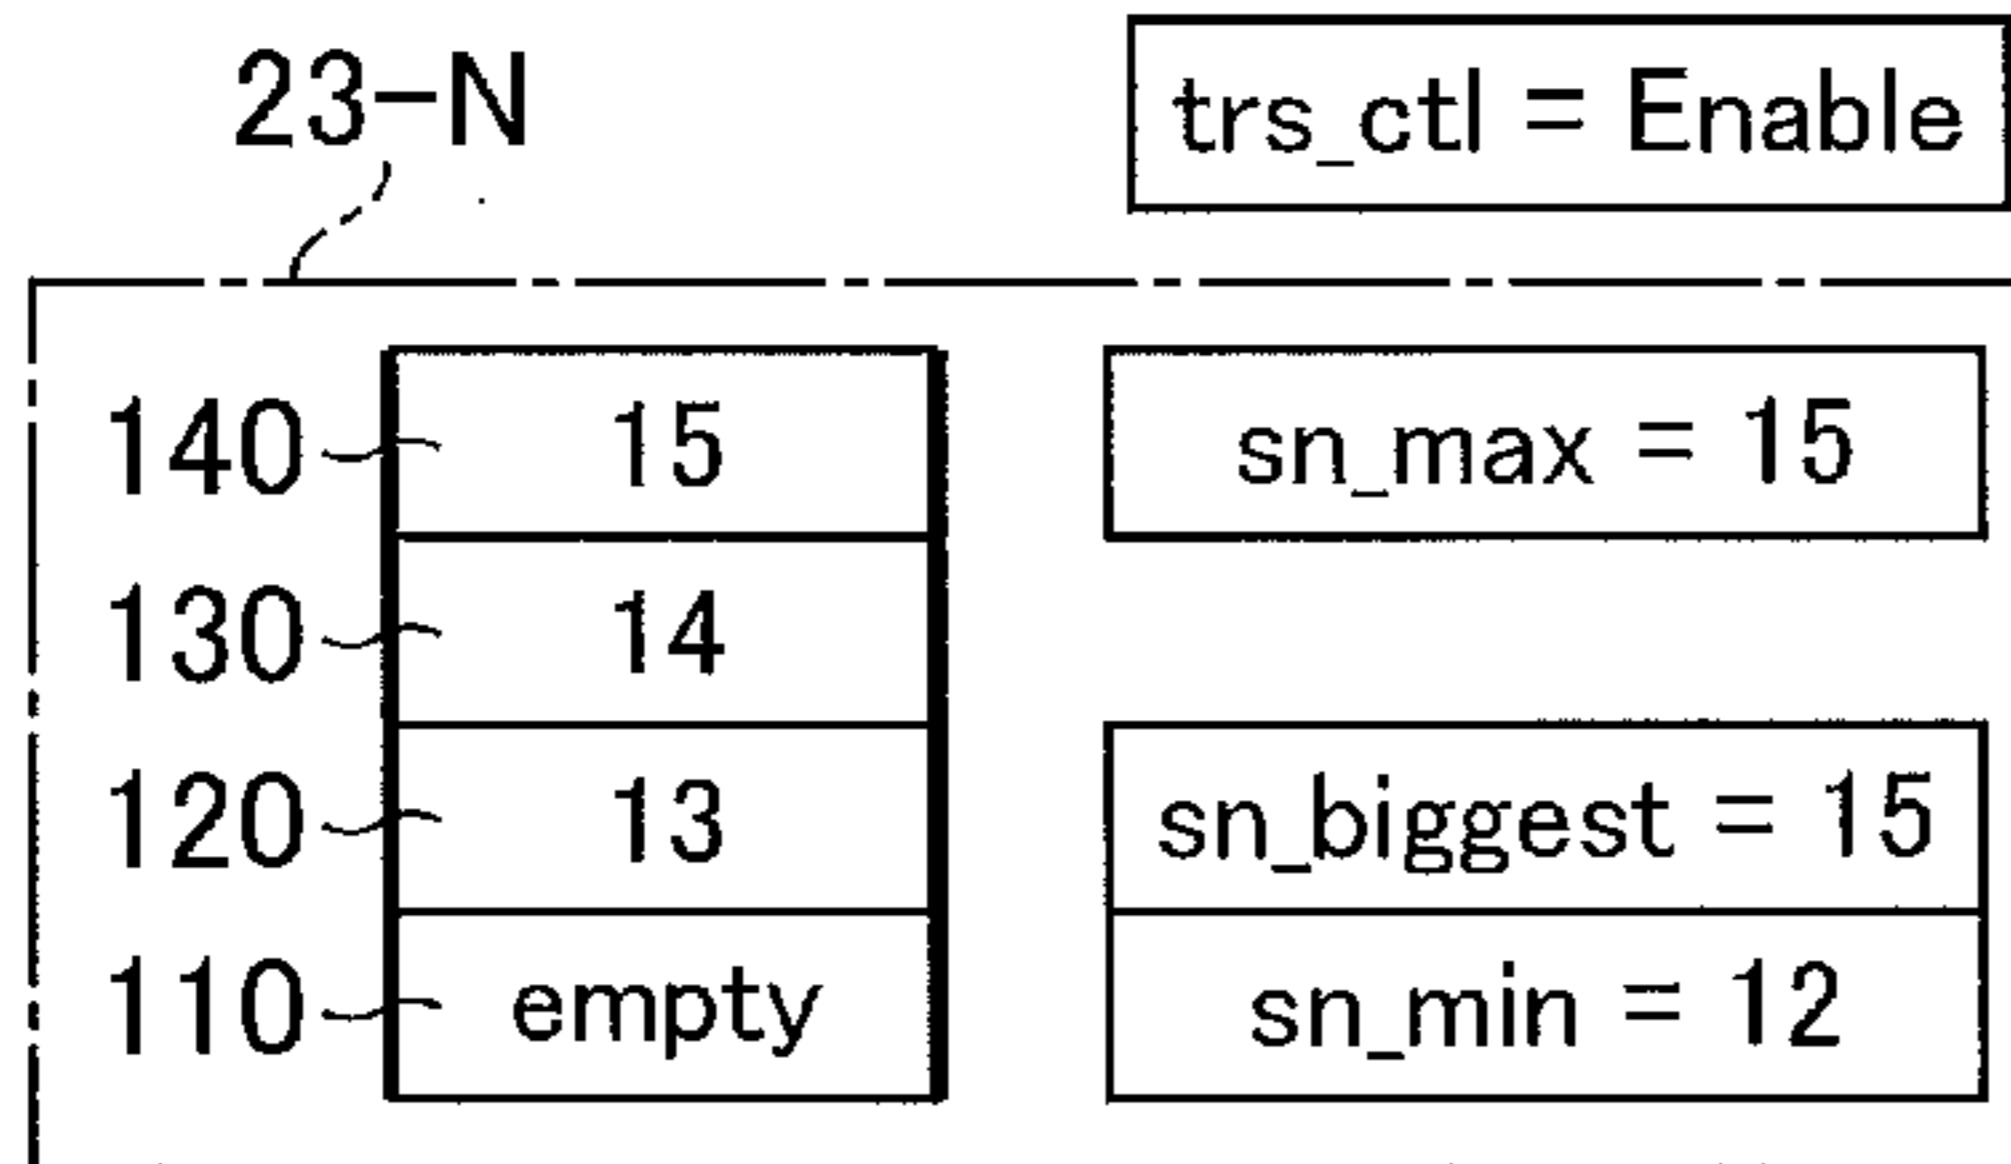 23-N
trs_ctl = Enable
140 15 sn_max = 15
130 14
120 13 sn_biggest = 15
110 empty sn_min = 12